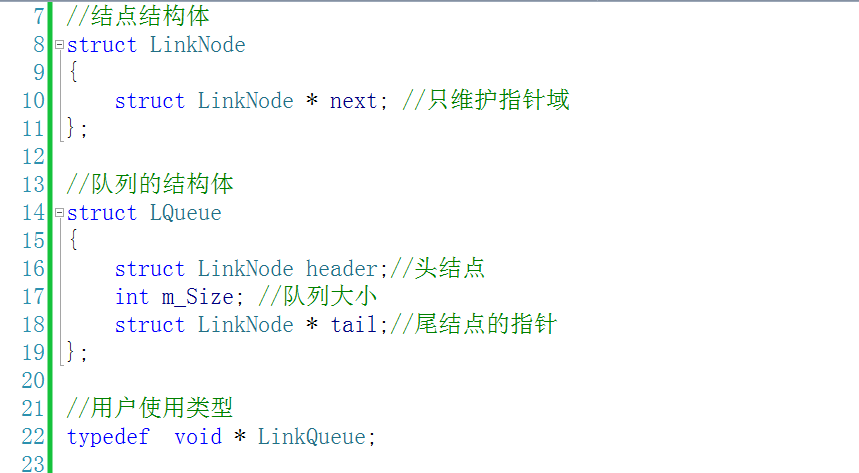 7 //结点结构体
8 struct LinkNode
9 {
10 struct LinkNode * next; //只维护指针域
11 };
12
13 //队列的结构体
14 struct LQueue
15 {
16 struct LinkNode header;//头结点
17 int m_Size; //队列大小
18 struct LinkNode * tail;//尾结点的指针
19 };
20
21 //用户使用类型
22 typedef  void * LinkQueue;
23